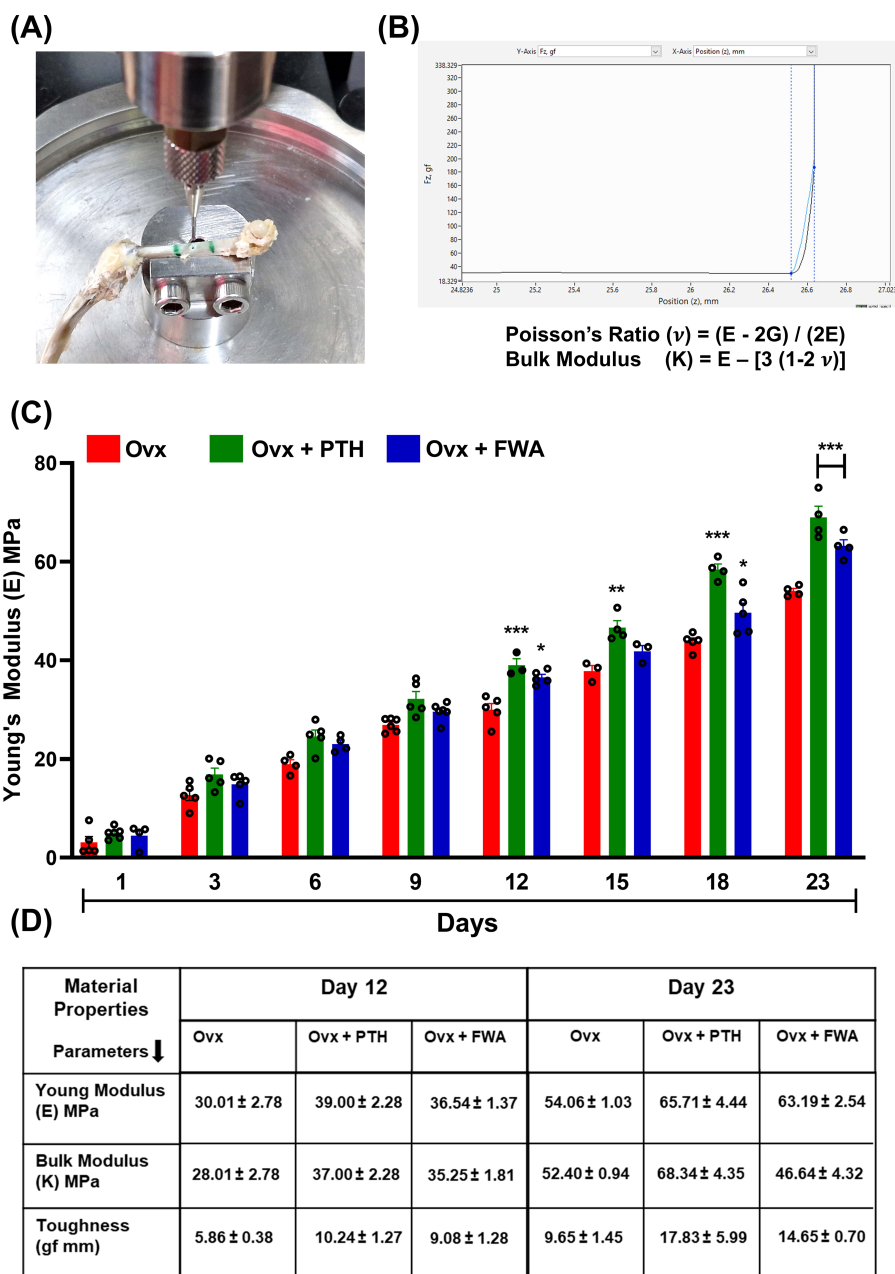 (A)
(B)
Y-Axis Fz, gf X-Axis Position (z), mm
338.329
320
300
280
260
240
220
200
180
160
140
120
100
80
60
40
18.329
Fz, gf
24.8236 25 25.2 25.4 25.6 25.8 26 26.2 26.4 26.6 26.8
Position (z), mm
Poisson's Ratio (ν) = (E - 2G) / (2E)
Bulk Modulus (K) = E – [3 (1-2 ν)]
(C)
Ovx Ovx + PTH Ovx + FWA
Young's Modulus (E) MPa
80
60
40
20
0
*** * ** *** * ***
1 3 6 9 12 15 18 23
Days
(D)
Material Properties Day 12 Day 23
Parameters Ovx Ovx + PTH Ovx + FWA Ovx Ovx + PTH Ovx + FWA
Young Modulus (E) MPa 30.01 ± 2.78 39.00 ± 2.28 36.54 ± 1.37 54.06 ± 1.03 65.71 ± 4.44 63.19 ± 2.54
Bulk Modulus (K) MPa 28.01 ± 2.78 37.00 ± 2.28 35.25 ± 1.81 52.40 ± 0.94 68.34 ± 4.35 46.64 ± 4.32
Toughness (gf mm) 5.86 ± 0.38 10.24 ± 1.27 9.08 ± 1.28 9.65 ± 1.45 17.83 ± 5.99 14.65 ± 0.70